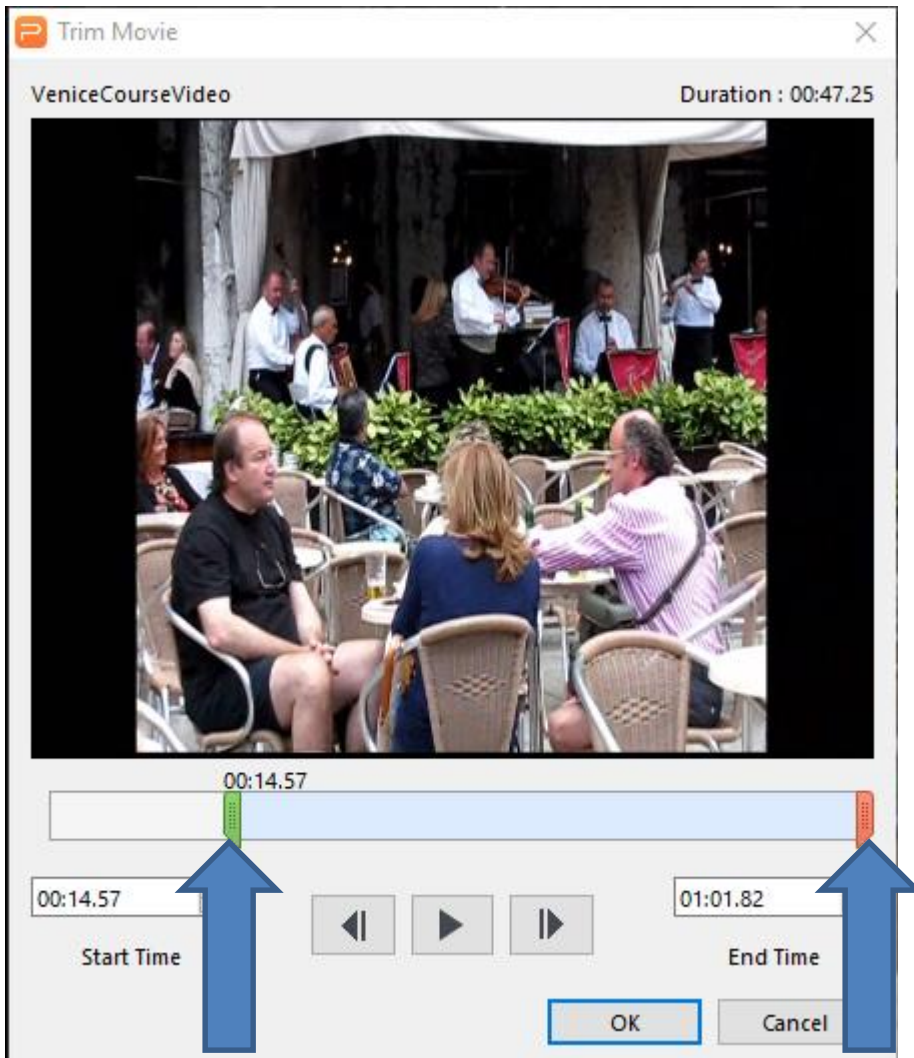 Trim Movie
VeniceCourseVideo Duration : 00:47.25
00:14.57
00:14.57 01:01.82
Start Time End Time
OK Cancel